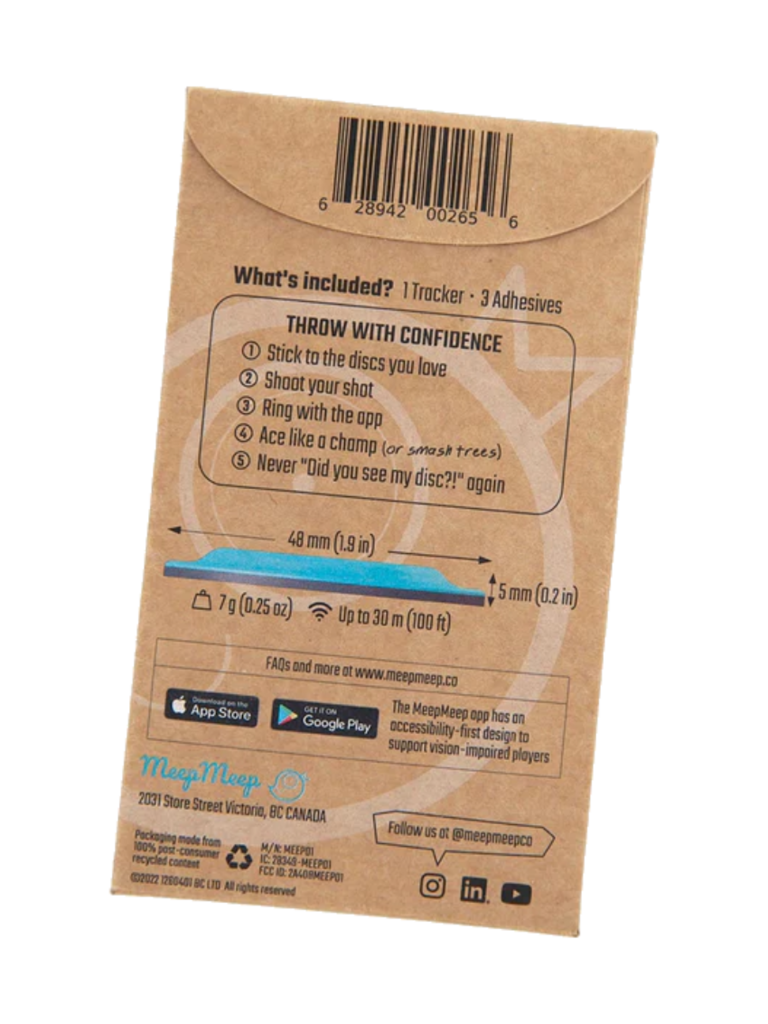 6 28942 00265 6
What's included? 1 Tracker · 3 Adhesives
THROW WITH CONFIDENCE
1 Stick to the discs you love
2 Shoot your shot
3 Ring with the app
4 Ace like a champ (or smash trees)
5 Never "Did you see my disc?!" again
48 mm (1.9 in)
5 mm (0.2 in)
7 g (0.25 oz) Up to 30 m (100 ft)
FAQs and more at www.meepmeep.co
Download on the
App Store
GET IT ON
Google Play
The MeepMeep app has an
accessibility-first design to
support vision-impaired players
MeepMeep
2031 Store Street Victoria, BC CANADA
Follow us at @meepmeepco
Packaging made from
100% post-consumer
recycled content
M/N: MEEP01
IC: 28348-MEEP01
FCC ID: 2A4O8MEEP01
©2022 1260401 BC LTD All rights reserved
in